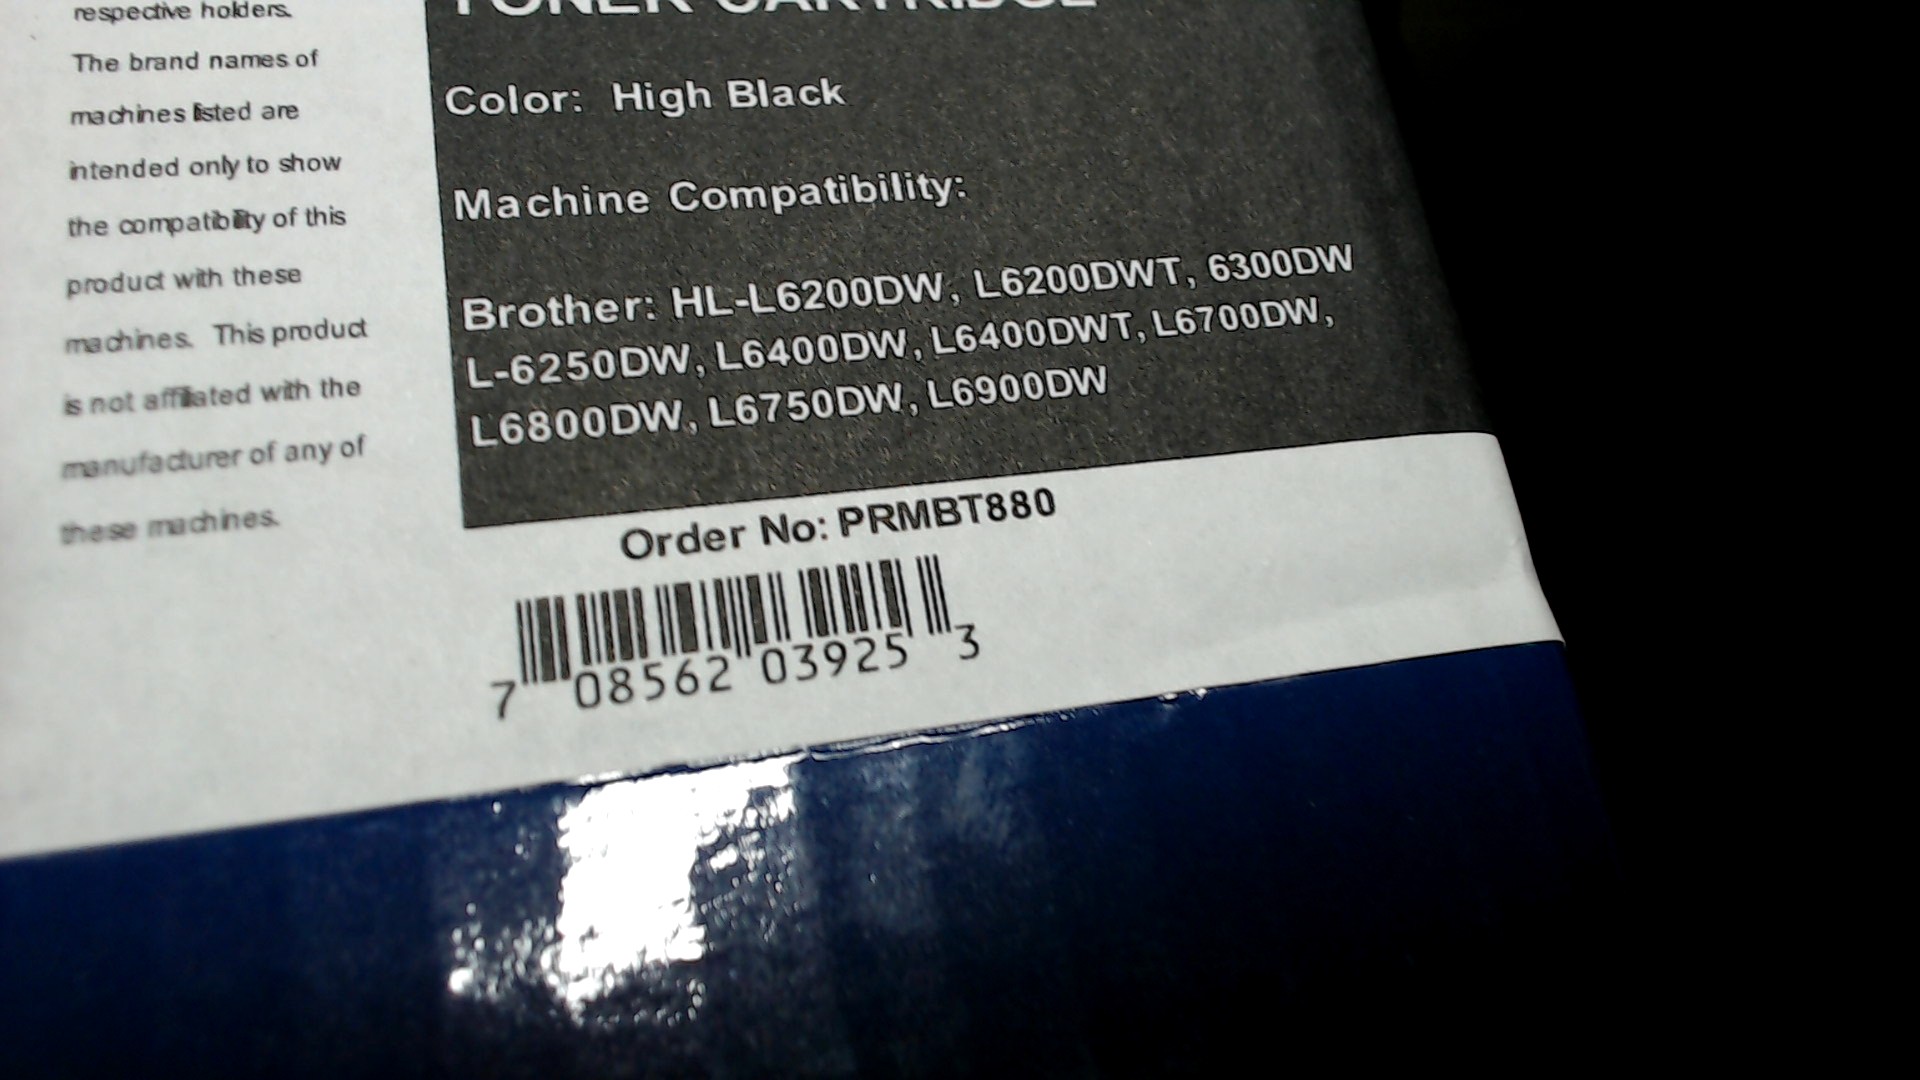 respective holders.
The brand names of
machines listed are
intended only to show
the compatibility of this
product with these
machines. This product
is not affiliated with the
manufacturer of any of
these machines.
TONER CARTRIDGE
Color: High Black
Machine Compatibility:
Brother: HL-L6200DW, L6200DWT, 6300DW
L-6250DW, L6400DW, L6400DWT, L6700DW,
L6800DW, L6750DW, L6900DW
Order No: PRMBT880
7 08562 03925 3